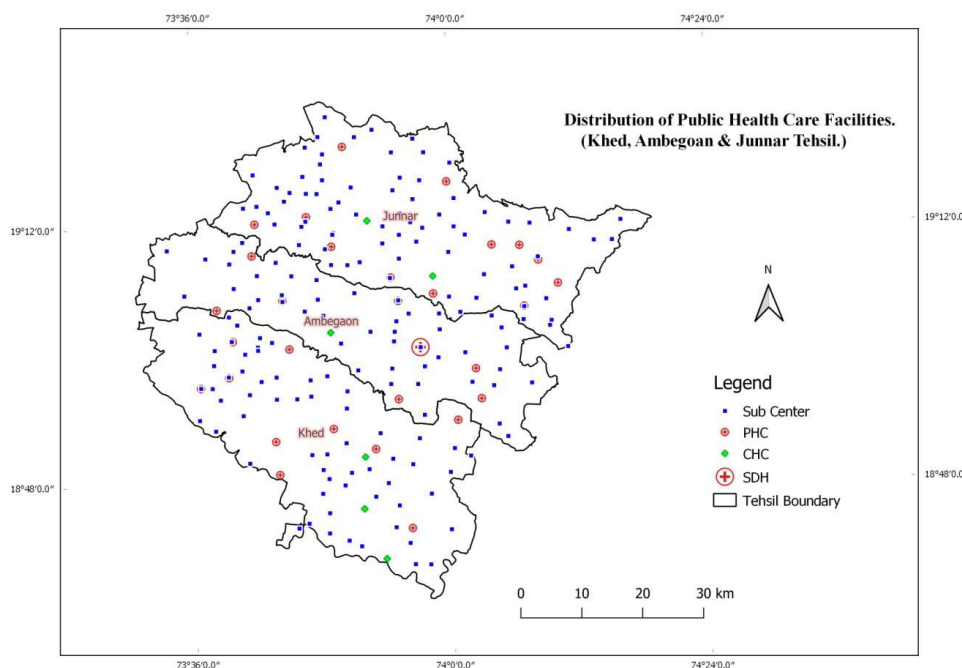 73°36'0.0" 74°0'0.0" 74°24'0.0"
Distribution of Public Health Care Facilities.
(Khed, Ambegoan & Junnar Tehsil.)
Junnar
19°12'0.0" 19°12'0.0"
N
Ambegaon
Legend
Sub Center
PHC
CHC
SDH
Tehsil Boundary
Khed
18°48'0.0" 18°48'0.0"
0 10 20 30 km
73°36'0.0" 74°0'0.0" 74°24'0.0"